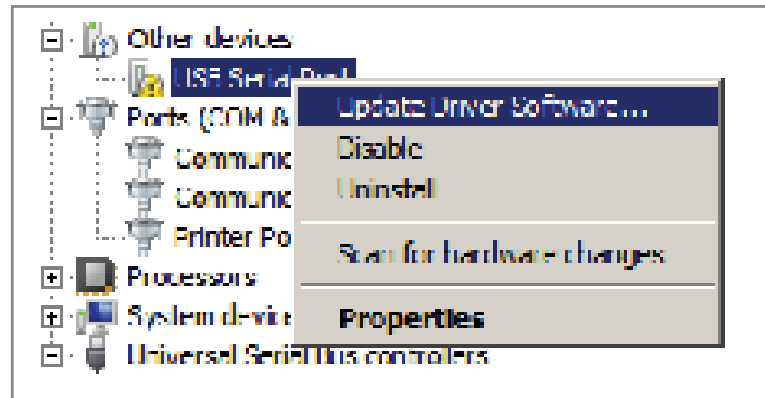 Other devices
USB Serial Port
Update Driver Software...
Ports (COM &
Disable
Communic
Uninstall
Communic
Printer Po
Scan for hardware changes
Processors
System device
Properties
Universal Serial Bus controllers